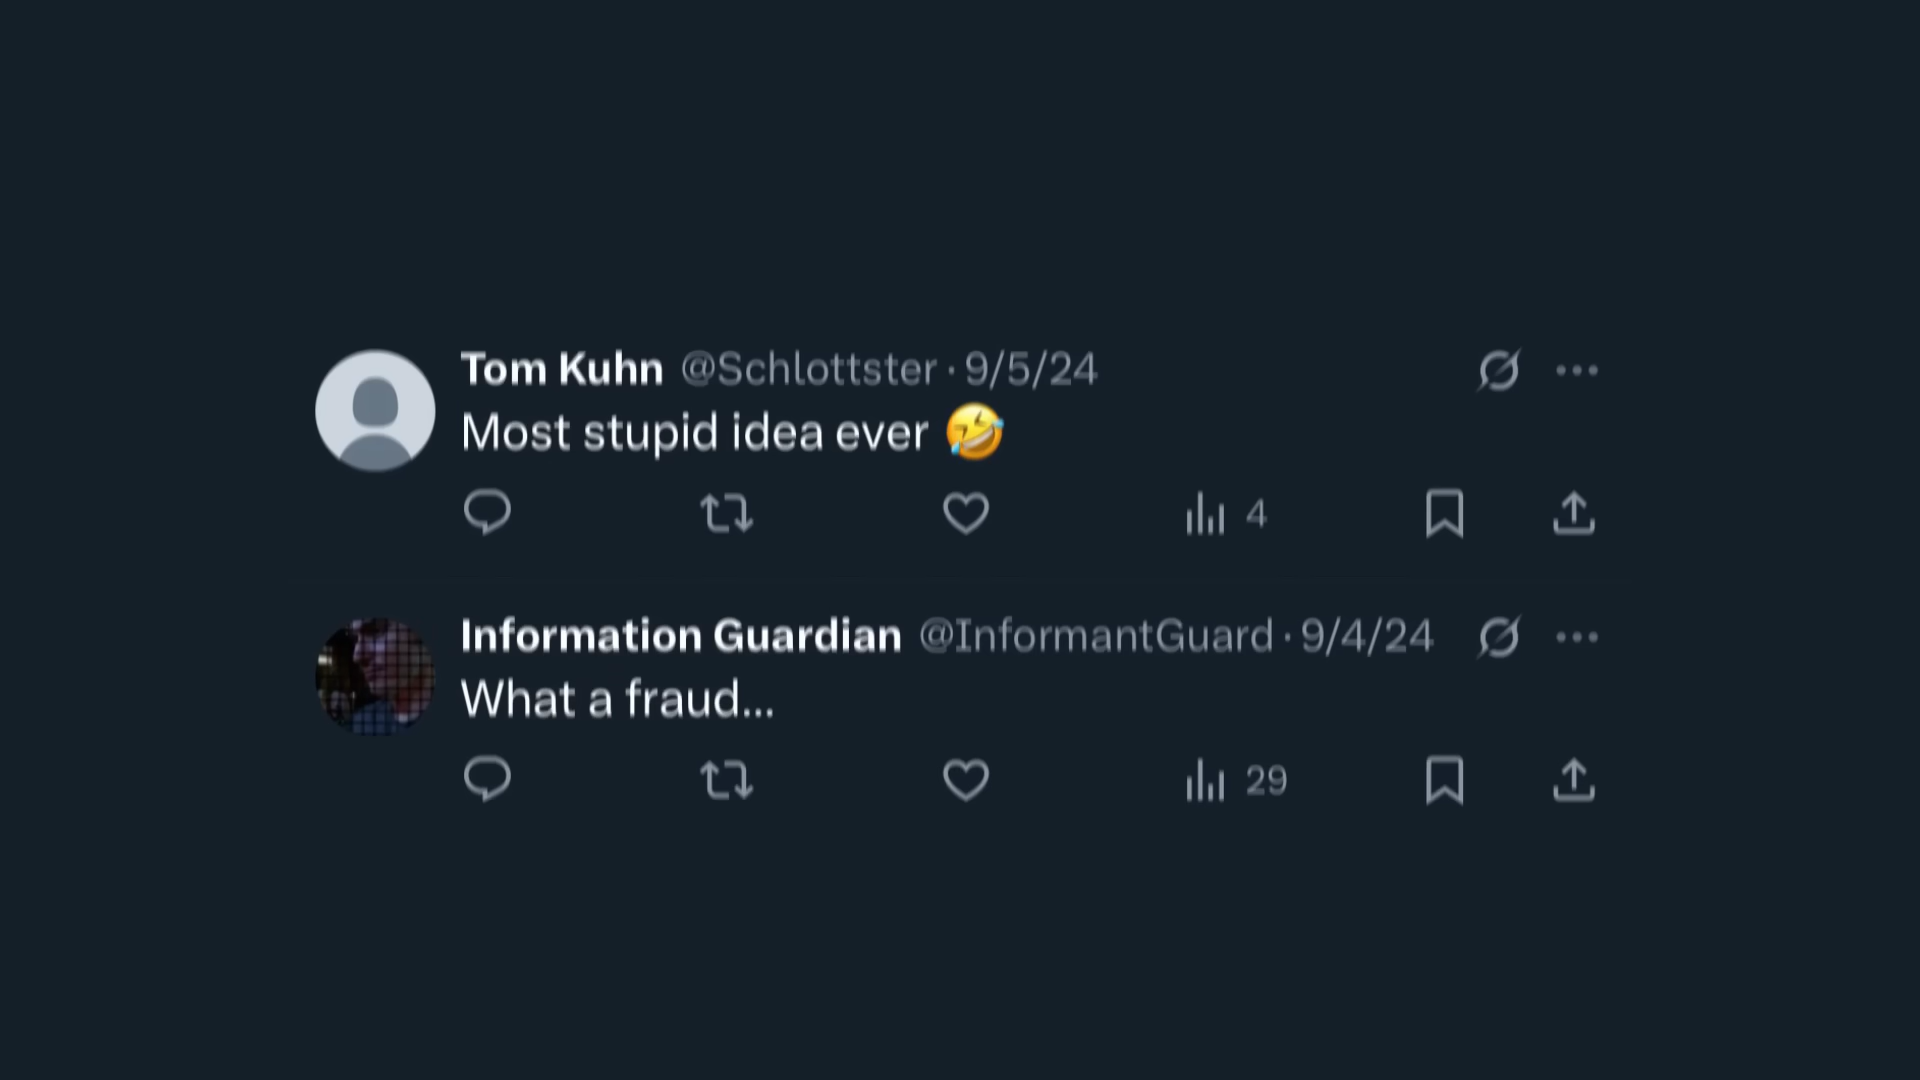 Tom Kuhn @Schlottster · 9/5/24
Most stupid idea ever 🤣
4
Information Guardian @InformantGuard · 9/4/24
What a fraud...
29